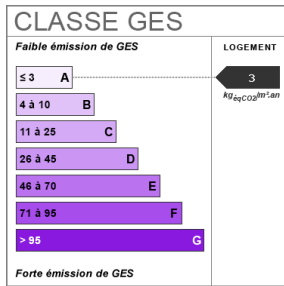 CLASSE GES
Faible émission de GES
LOGEMENT
≤ 3 A
3
kgéqCO2/m².an
4 à 10 B
11 à 25 C
26 à 45 D
46 à 70 E
71 à 95 F
> 95 G
Forte émission de GES